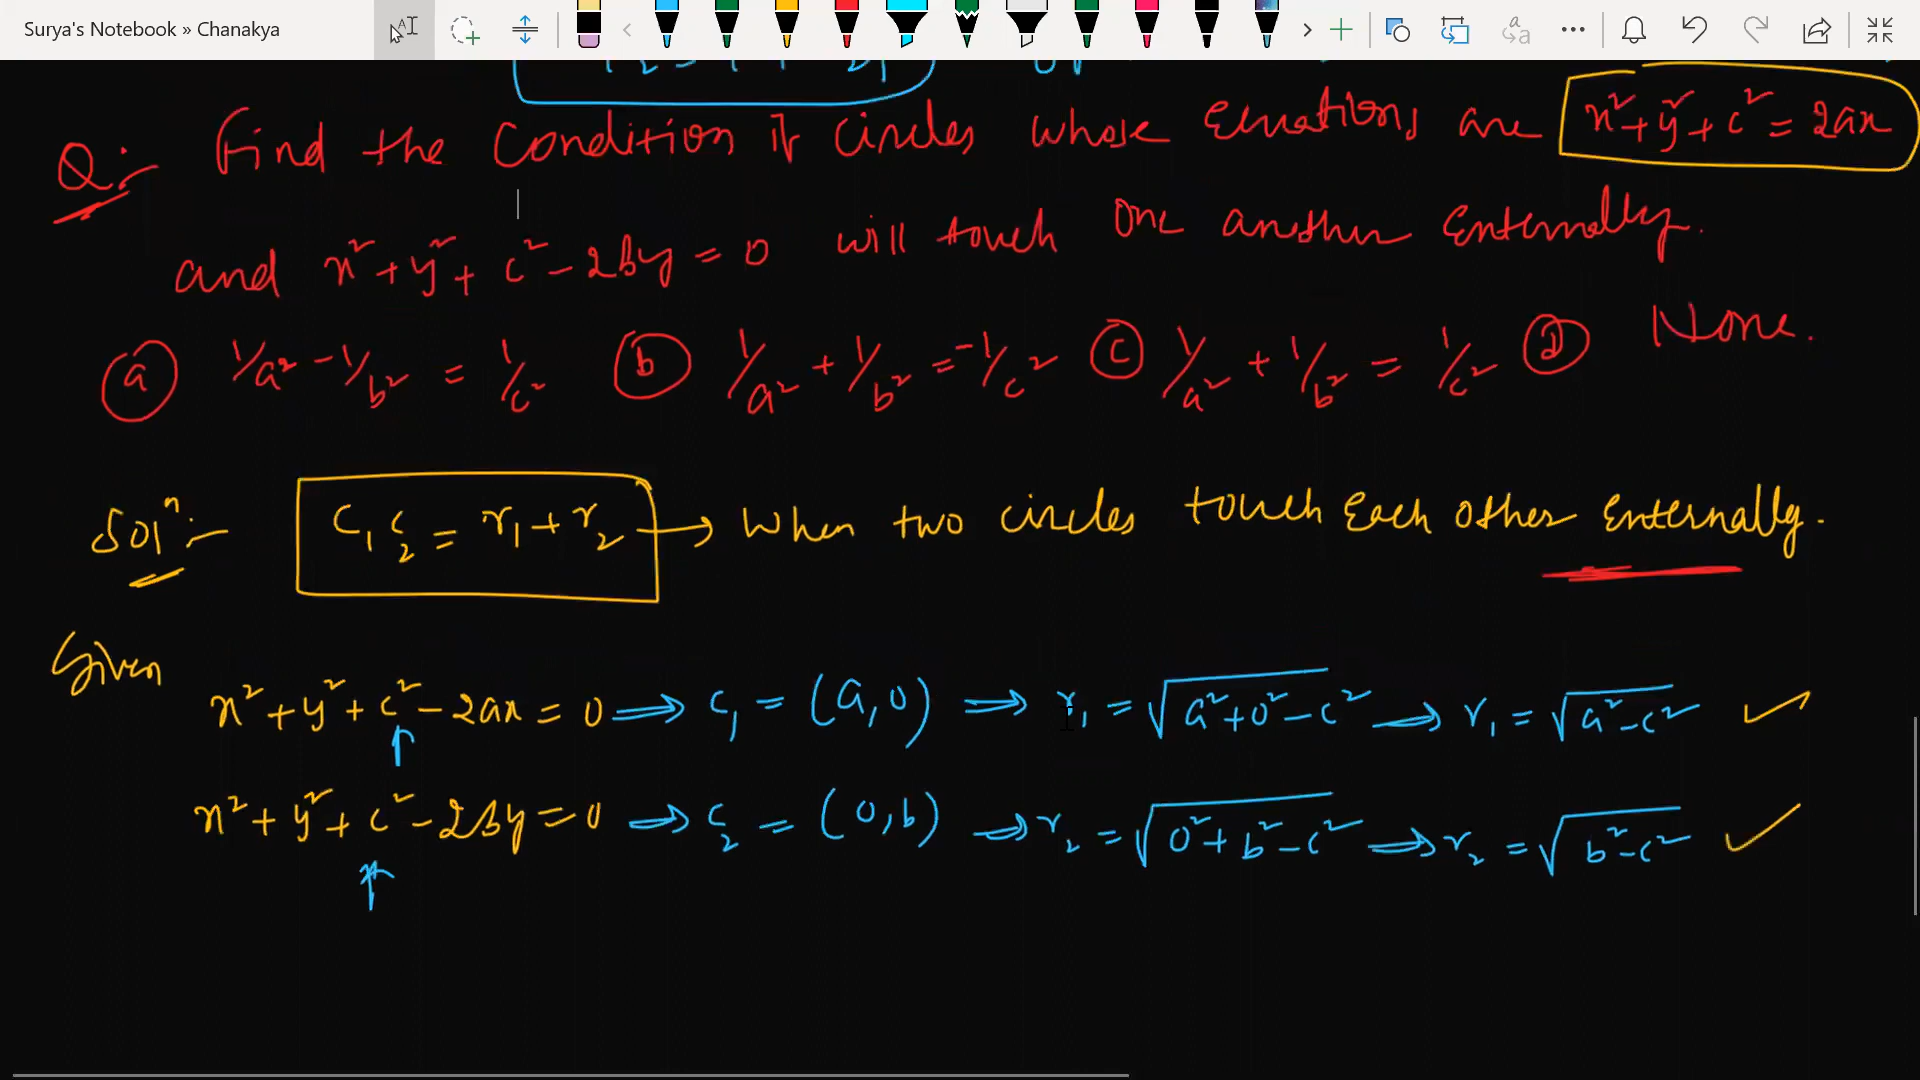 Surya's Notebook » Chanakya
Q:- Find the Condition if circles whose Equations are x² + y² + c² = 2ax
and x² + y² + c² - 2by = 0 will touch one another Externally.
(a) 1/a² - 1/b² = 1/c² (b) 1/a² + 1/b² = -1/c² (c) 1/a² + 1/b² = 1/c² (d) None.
Solⁿ:- C₁C₂ = r₁ + r₂ → When two circles touch Each other Externally.
Given
x² + y² + c² - 2ax = 0 ⇒ C₁ = (a, 0) ⇒ r₁ = √(a² + 0² - c²) ⇒ r₁ = √(a² - c²) ✓
x² + y² + c² - 2by = 0 ⇒ C₂ = (0, b) ⇒ r₂ = √(0² + b² - c²) ⇒ r₂ = √(b² - c²) ✓